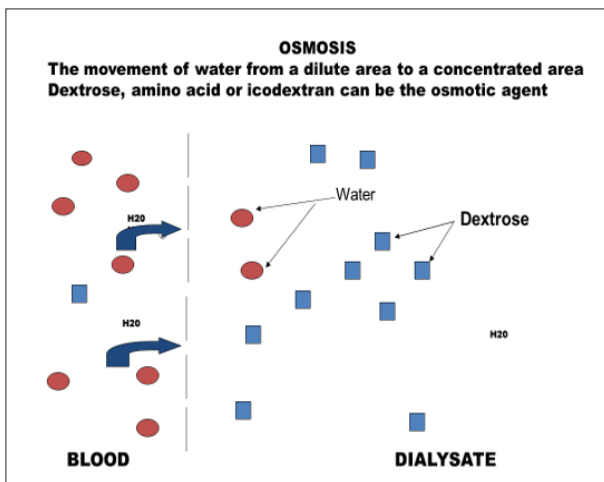 OSMOSIS
The movement of water from a dilute area to a concentrated area
Dextrose, amino acid or icodextran can be the osmotic agent
Water
H20
Dextrose
H20
H20
BLOOD
DIALYSATE